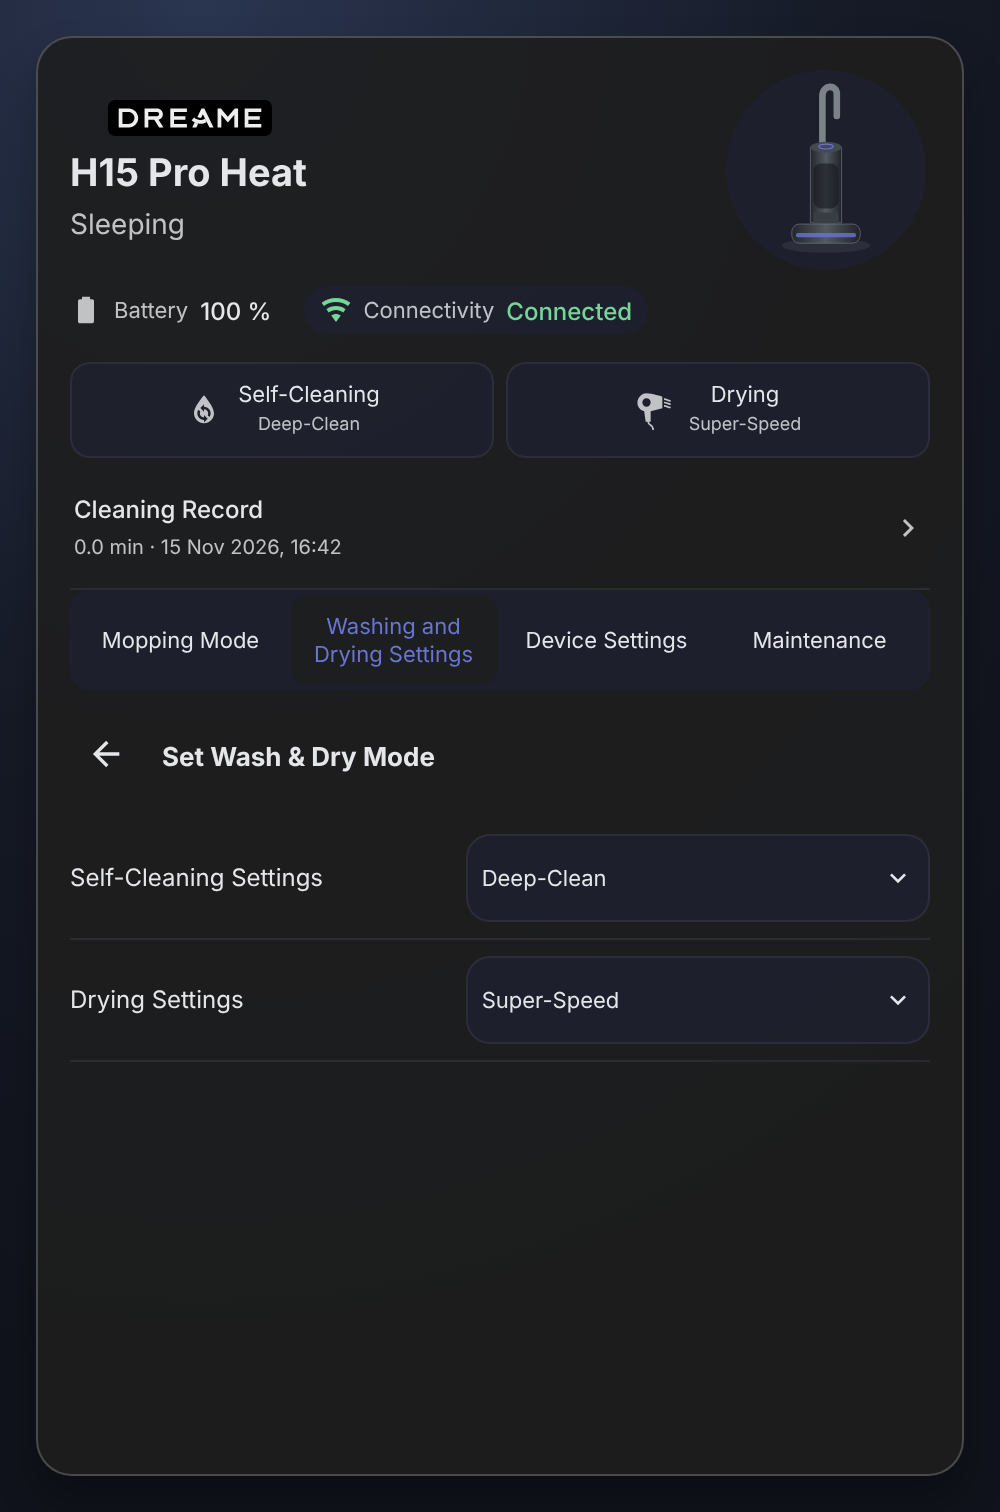 DREAME
H15 Pro Heat
Sleeping
Battery 100 %
Connectivity Connected
Self-Cleaning
Deep-Clean
Drying
Super-Speed
Cleaning Record
0.0 min · 15 Nov 2026, 16:42
Mopping Mode
Washing and
Drying Settings
Device Settings
Maintenance
Set Wash & Dry Mode
Self-Cleaning Settings
Deep-Clean
Drying Settings
Super-Speed